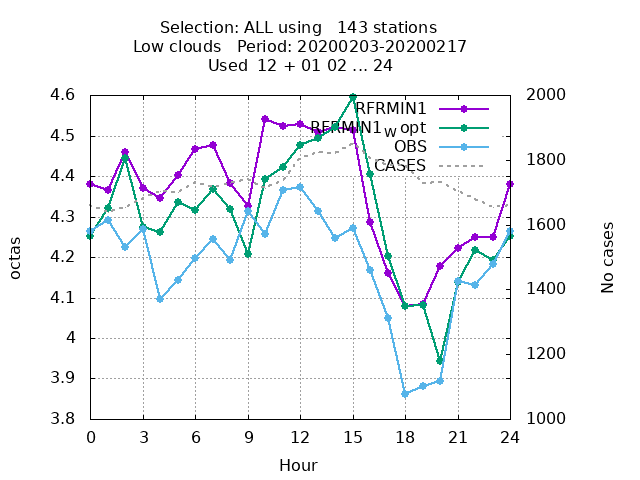 Selection: ALL using   143 stations
Low clouds   Period: 20200203-20200217
Used  12 + 01 02 ... 24
RFRMIN1
RFRMIN1_w opt
OBS
CASES
octas
4.6
4.5
4.4
4.3
4.2
4.1
4
3.9
3.8
2000
1800
1600
1400
1200
1000
No cases
0 3 6 9 12 15 18 21 24
Hour